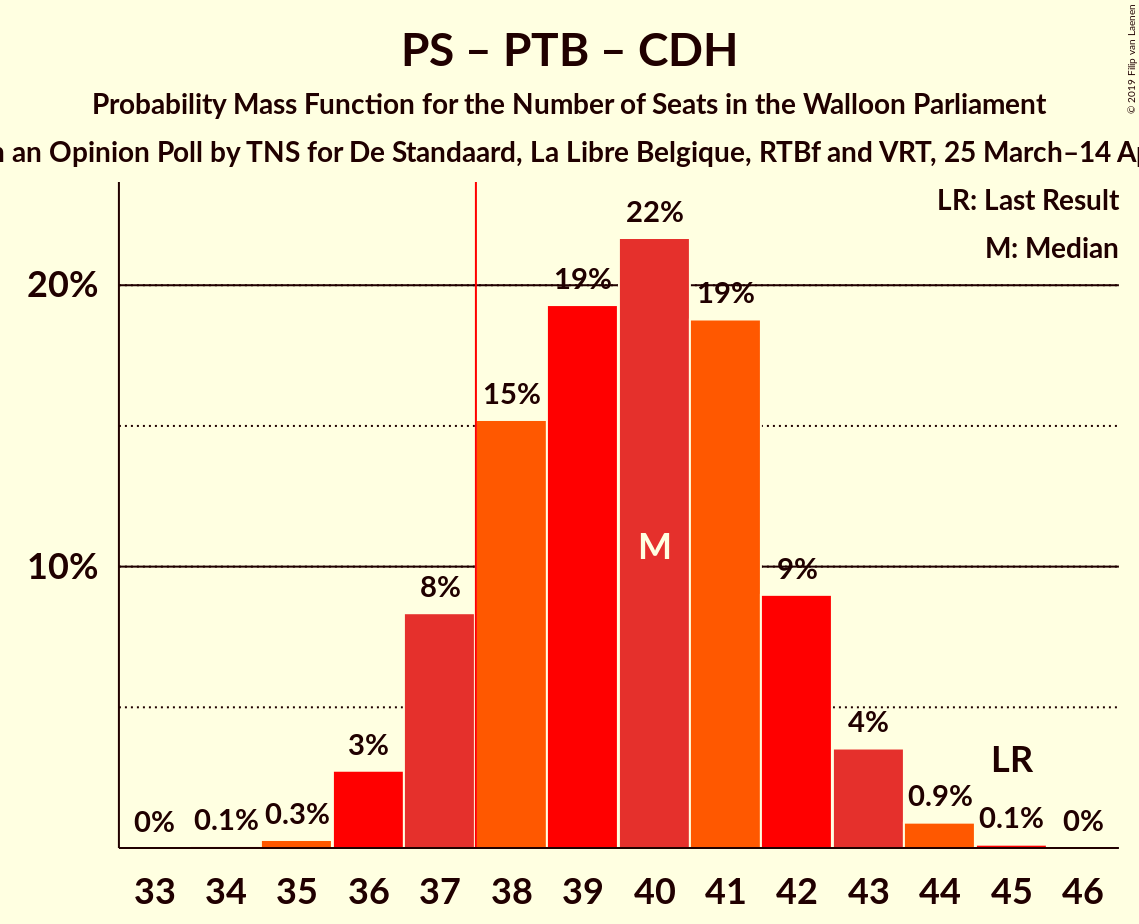 PS – PTB – CDH
Probability Mass Function for the Number of Seats in the Walloon Parliament
an Opinion Poll by TNS for De Standaard, La Libre Belgique, RTBf and VRT, 25 March–14
© 2019 Filip van Laenen
LR: Last Result
M: Median
20%
10%
0%
0.1%
0.3%
3%
8%
15%
19%
22%
19%
9%
4%
0.9%
0.1%
0%
M
LR
33 34 35 36 37 38 39 40 41 42 43 44 45 46